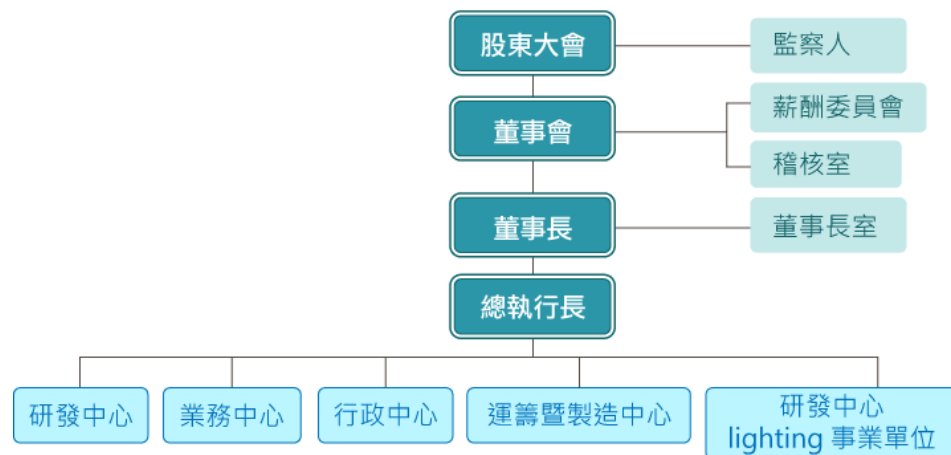 股東大會
監察人
董事會
薪酬委員會
稽核室
董事長
董事長室
總執行長
研發中心
業務中心
行政中心
運籌暨製造中心
研發中心
lighting 事業單位